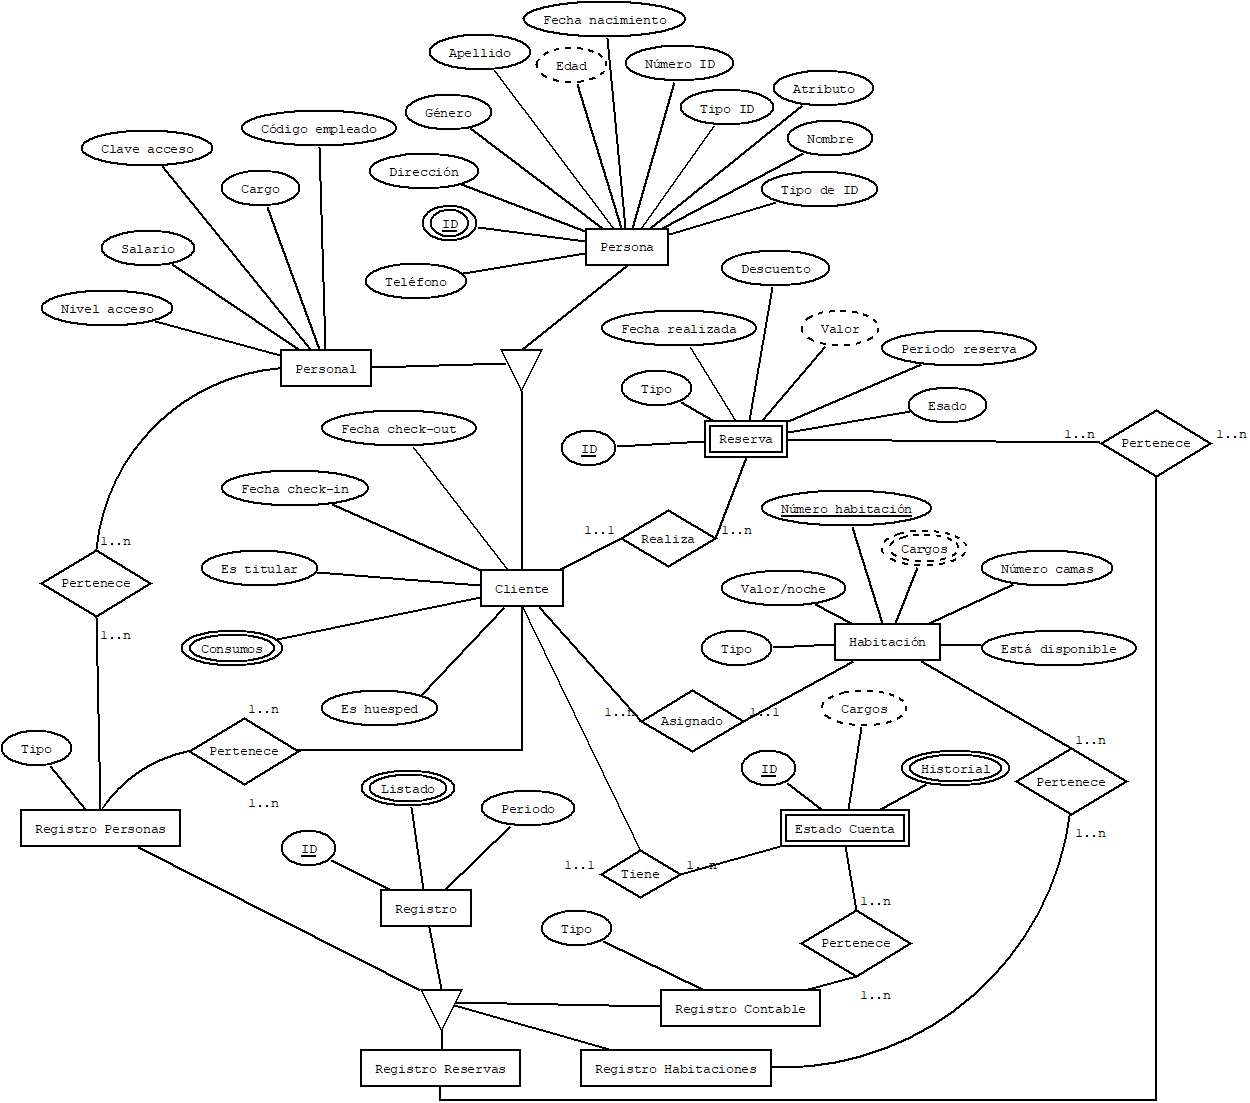 Fecha nacimiento
Apellido
Edad
Número ID
Atributo
Tipo ID
Género
Código empleado
Nombre
Clave acceso
Dirección
Cargo
Tipo de ID
ID
Persona
Salario
Teléfono
Descuento
Nivel acceso
Fecha realizada
Valor
Periodo reserva
Personal
Tipo
Esado
Fecha check-out
Reserva
1..n
Pertenece
1..n
ID
Fecha check-in
Número habitación
1..l
1..n
Realiza
1..n
Cargos
Es titular
Número camas
Pertenece
Cliente
Valor/noche
1..n
Consumos
Tipo
Habitación
Está disponible
Es huesped
1..n
1..n
1..l
Cargos
Asignado
1..n
Tipo
Pertenece
ID
Historial
Pertenece
Listado
1..n
Periodo
Registro Personas
Estado Cuenta
1..n
ID
1..l
1..n
Tiene
Registro
1..n
Tipo
Pertenece
1..n
Registro Contable
Registro Reservas
Registro Habitaciones